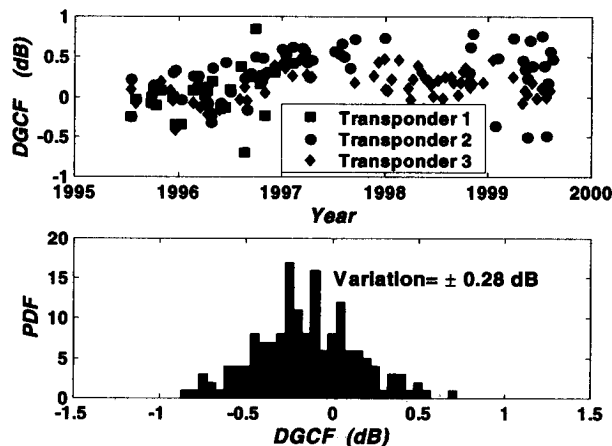 1
0.5
0
-0.5
-1
DGCF (dB)
Transponder 1
Transponder 2
Transponder 3
1995 1996 1997 1998 1999 2000
Year
20
15
10
5
0
PDF
Variation= ± 0.28 dB
-1.5 -1 -0.5 0 0.5 1 1.5
DGCF (dB)